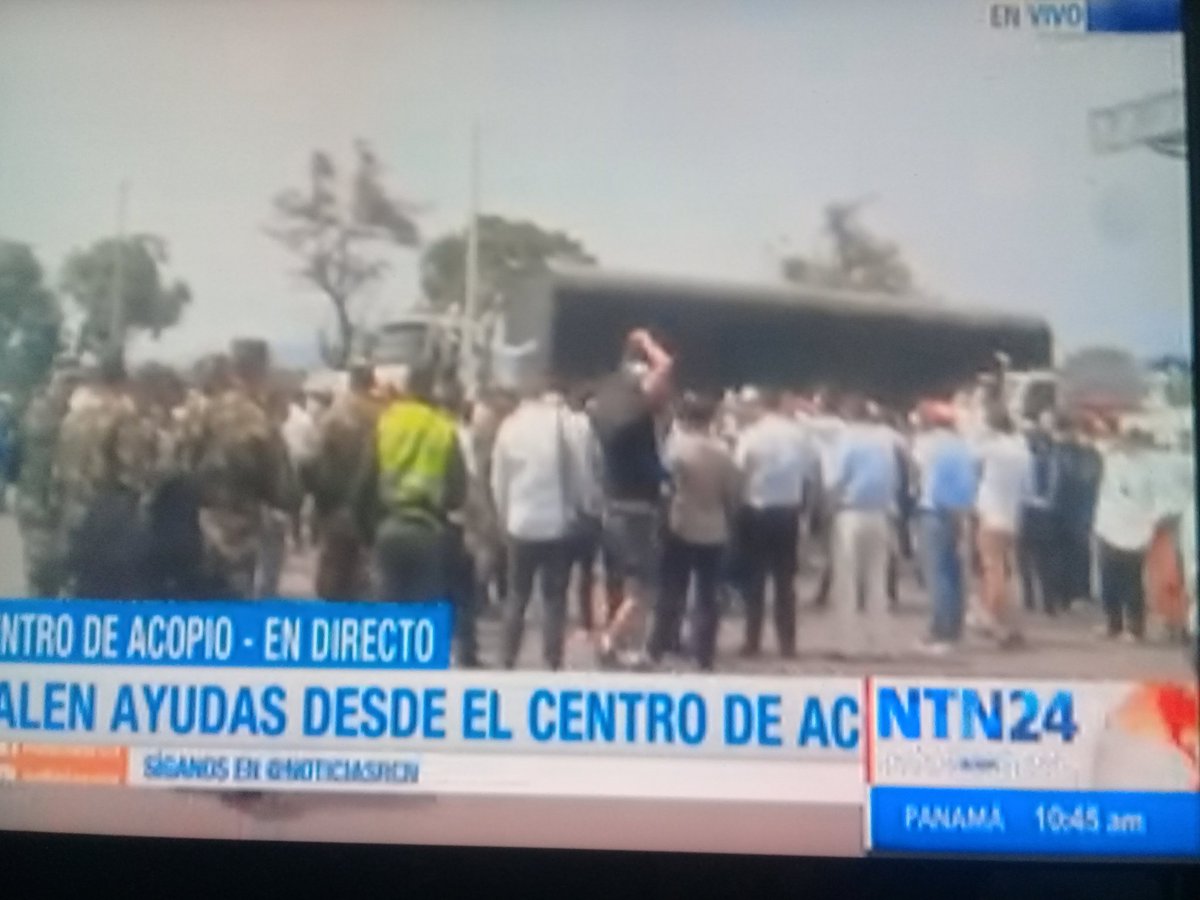 EN VIVO
NTRO DE ACOPIO - EN DIRECTO
ALEN AYUDAS DESDE EL CENTRO DE AC
NTN24
SÍGANOS EN @NOTICIASRCN
PANAMÁ 10:45 am